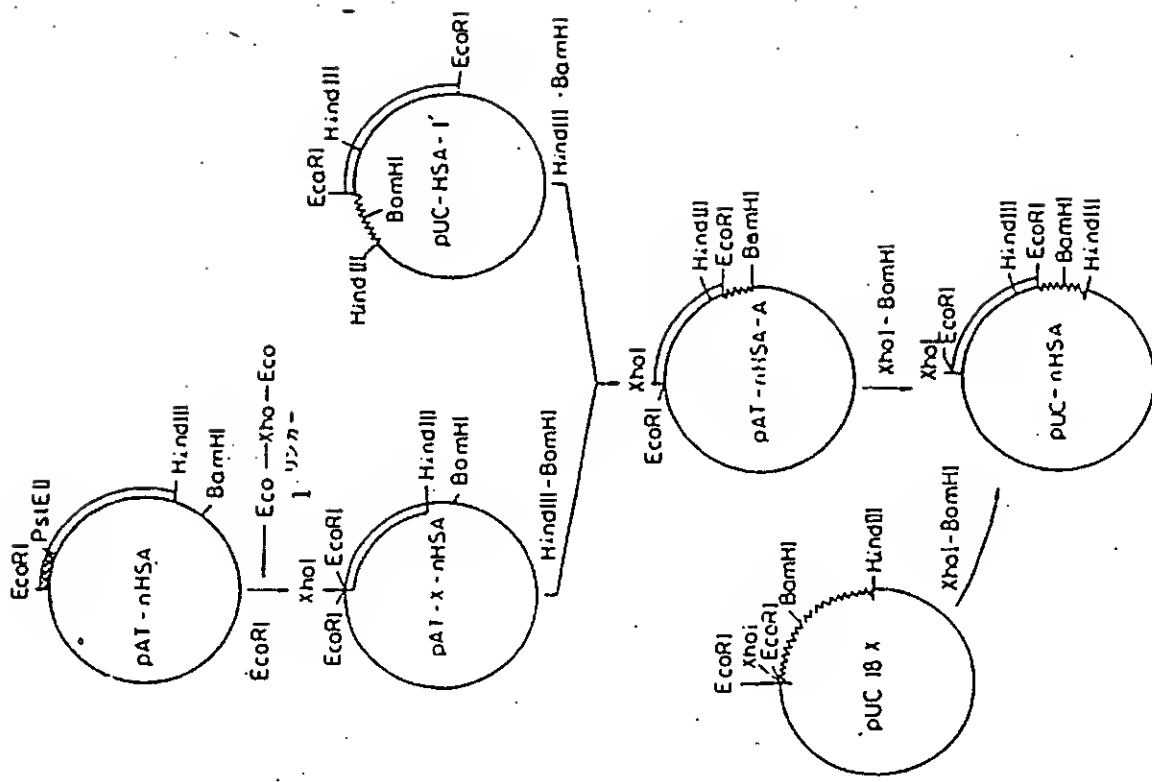 EcoRI
PstEII
HindIII
BamHI
pAT-nHSA
EcoRI
Eco—Xho—Eco
リンカー
XhoI
EcoRI
EcoRI
HindIII
BamHI
pAT-X-nHSA
HindIII-BamHI
EcoRI
HindIII
BamHI
HindIII
EcoRI
pUC-HSA-I'
HindIII・BamHI
XhoI
EcoRI
HindIII
EcoRI
BamHI
pAT-nHSA-A
XhoI-BamHI
EcoRI
XhoI
EcoRI
BamHI
HindIII
pUC 18 X
XhoI-BamHI
XhoI
EcoRI
HindIII
EcoRI
BamHI
HindIII
pUC-nHSA